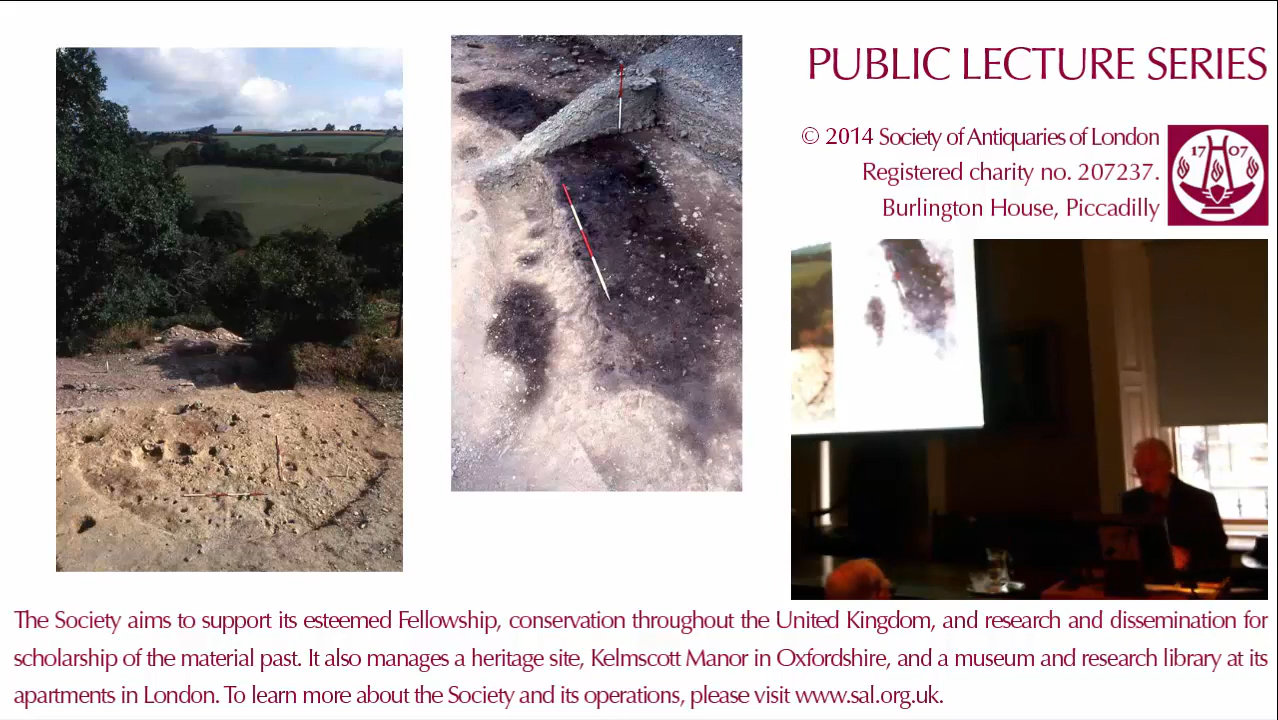 PUBLIC LECTURE SERIES
© 2014 Society of Antiquaries of London
Registered charity no. 207237.
Burlington House, Piccadilly
17 07
The Society aims to support its esteemed Fellowship, conservation throughout the United Kingdom, and research and dissemination for
scholarship of the material past. It also manages a heritage site, Kelmscott Manor in Oxfordshire, and a museum and research library at its
apartments in London. To learn more about the Society and its operations, please visit www.sal.org.uk.